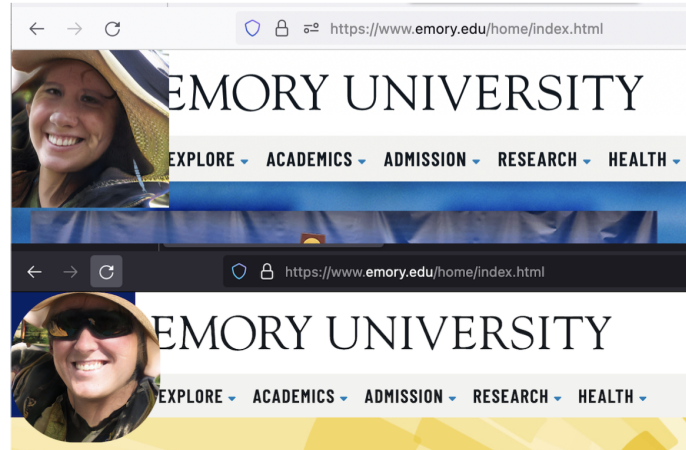 https://www.emory.edu/home/index.html
EMORY UNIVERSITY
EXPLORE ACADEMICS ADMISSION RESEARCH HEALTH
https://www.emory.edu/home/index.html
EMORY UNIVERSITY
EXPLORE ACADEMICS ADMISSION RESEARCH HEALTH